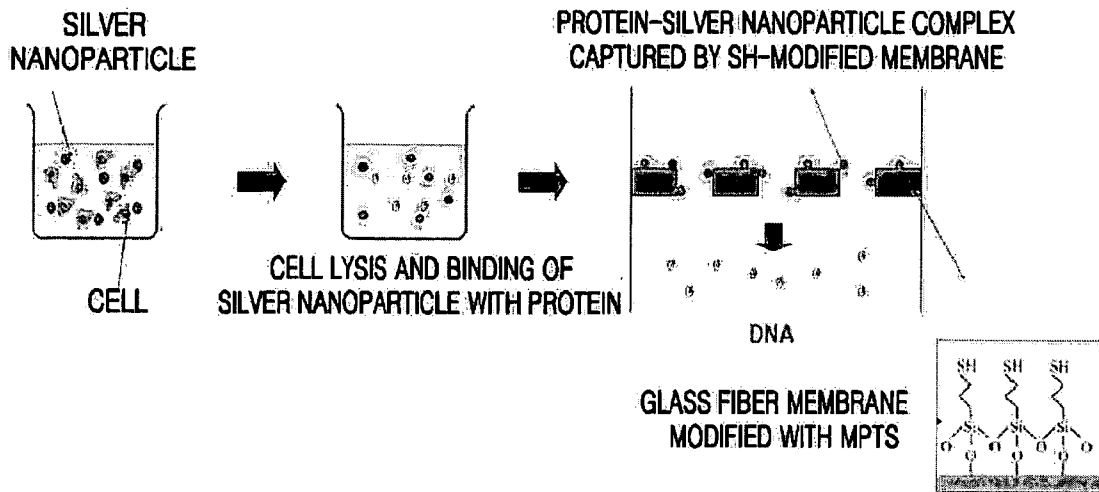 SILVER
NANOPARTICLE
PROTEIN-SILVER NANOPARTICLE COMPLEX
CAPTURED BY SH-MODIFIED MEMBRANE
CELL
CELL LYSIS AND BINDING OF
SILVER NANOPARTICLE WITH PROTEIN
DNA
GLASS FIBER MEMBRANE
MODIFIED WITH MPTS
SH SH SH
Si Si Si
O O O O
O O O